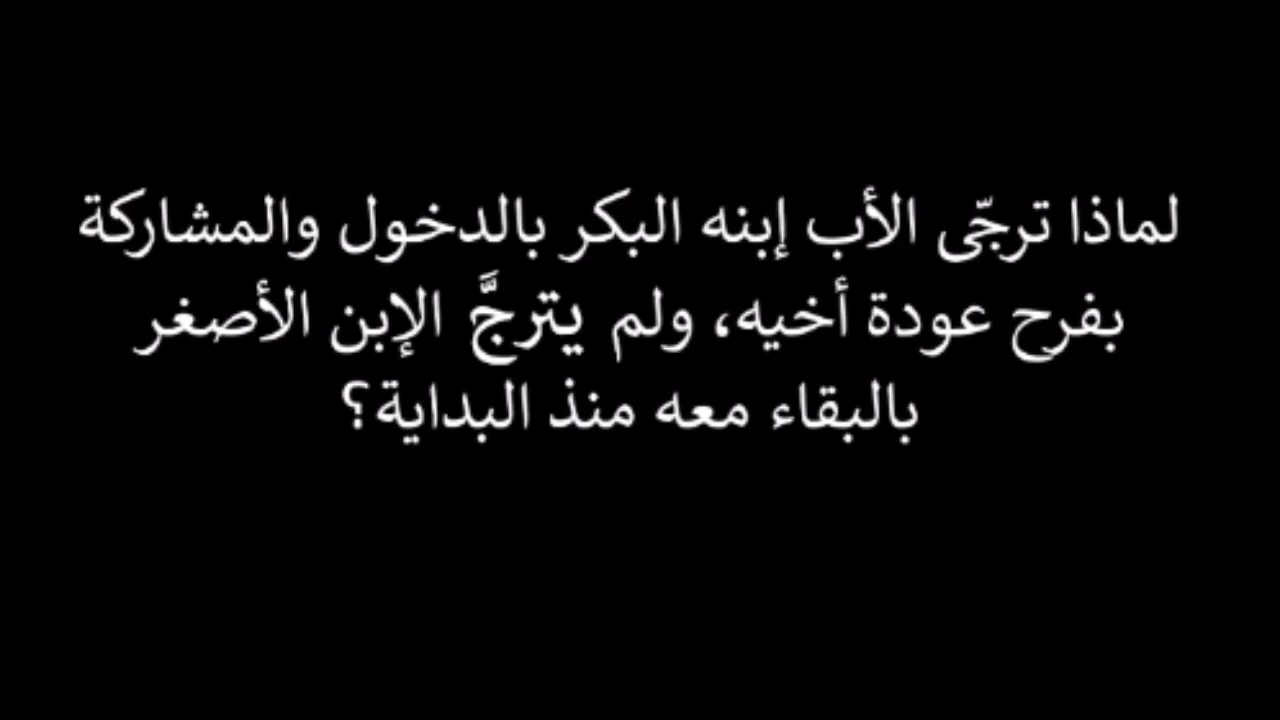 لماذا ترجّى الأب إبنه البكر بالدخول والمشاركة
بفرح عودة أخيه، ولم يترجَّ الإبن الأصغر
بالبقاء معه منذ البداية؟